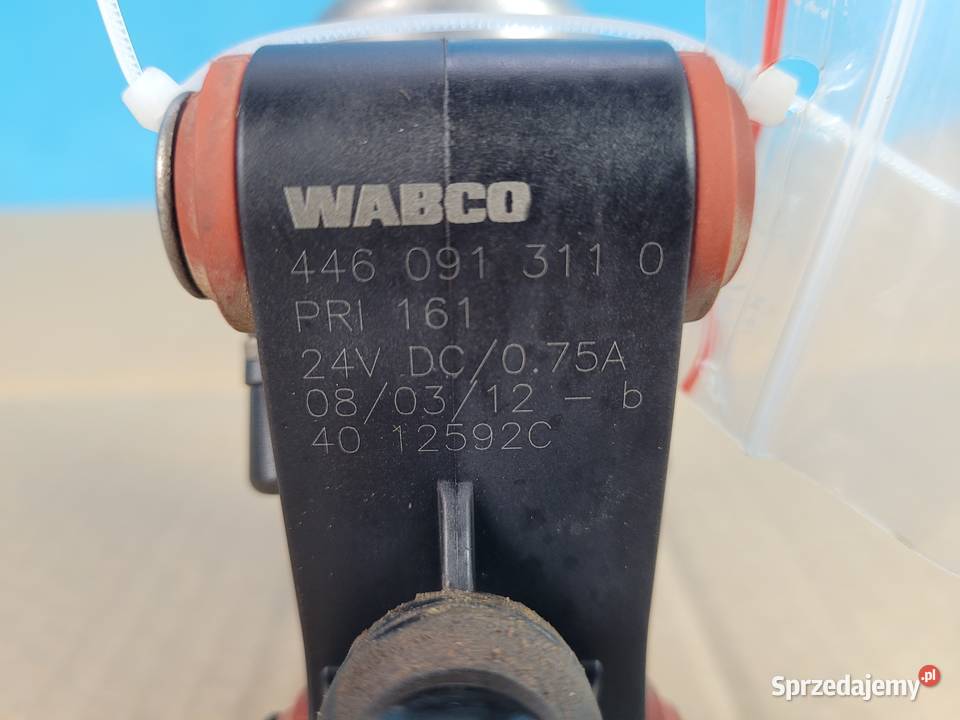 WABCO
446 091 311 0
PRI 161
24V DC/0.75A
08/03/12 - b
40 12592C
Sprzedajemy.pl